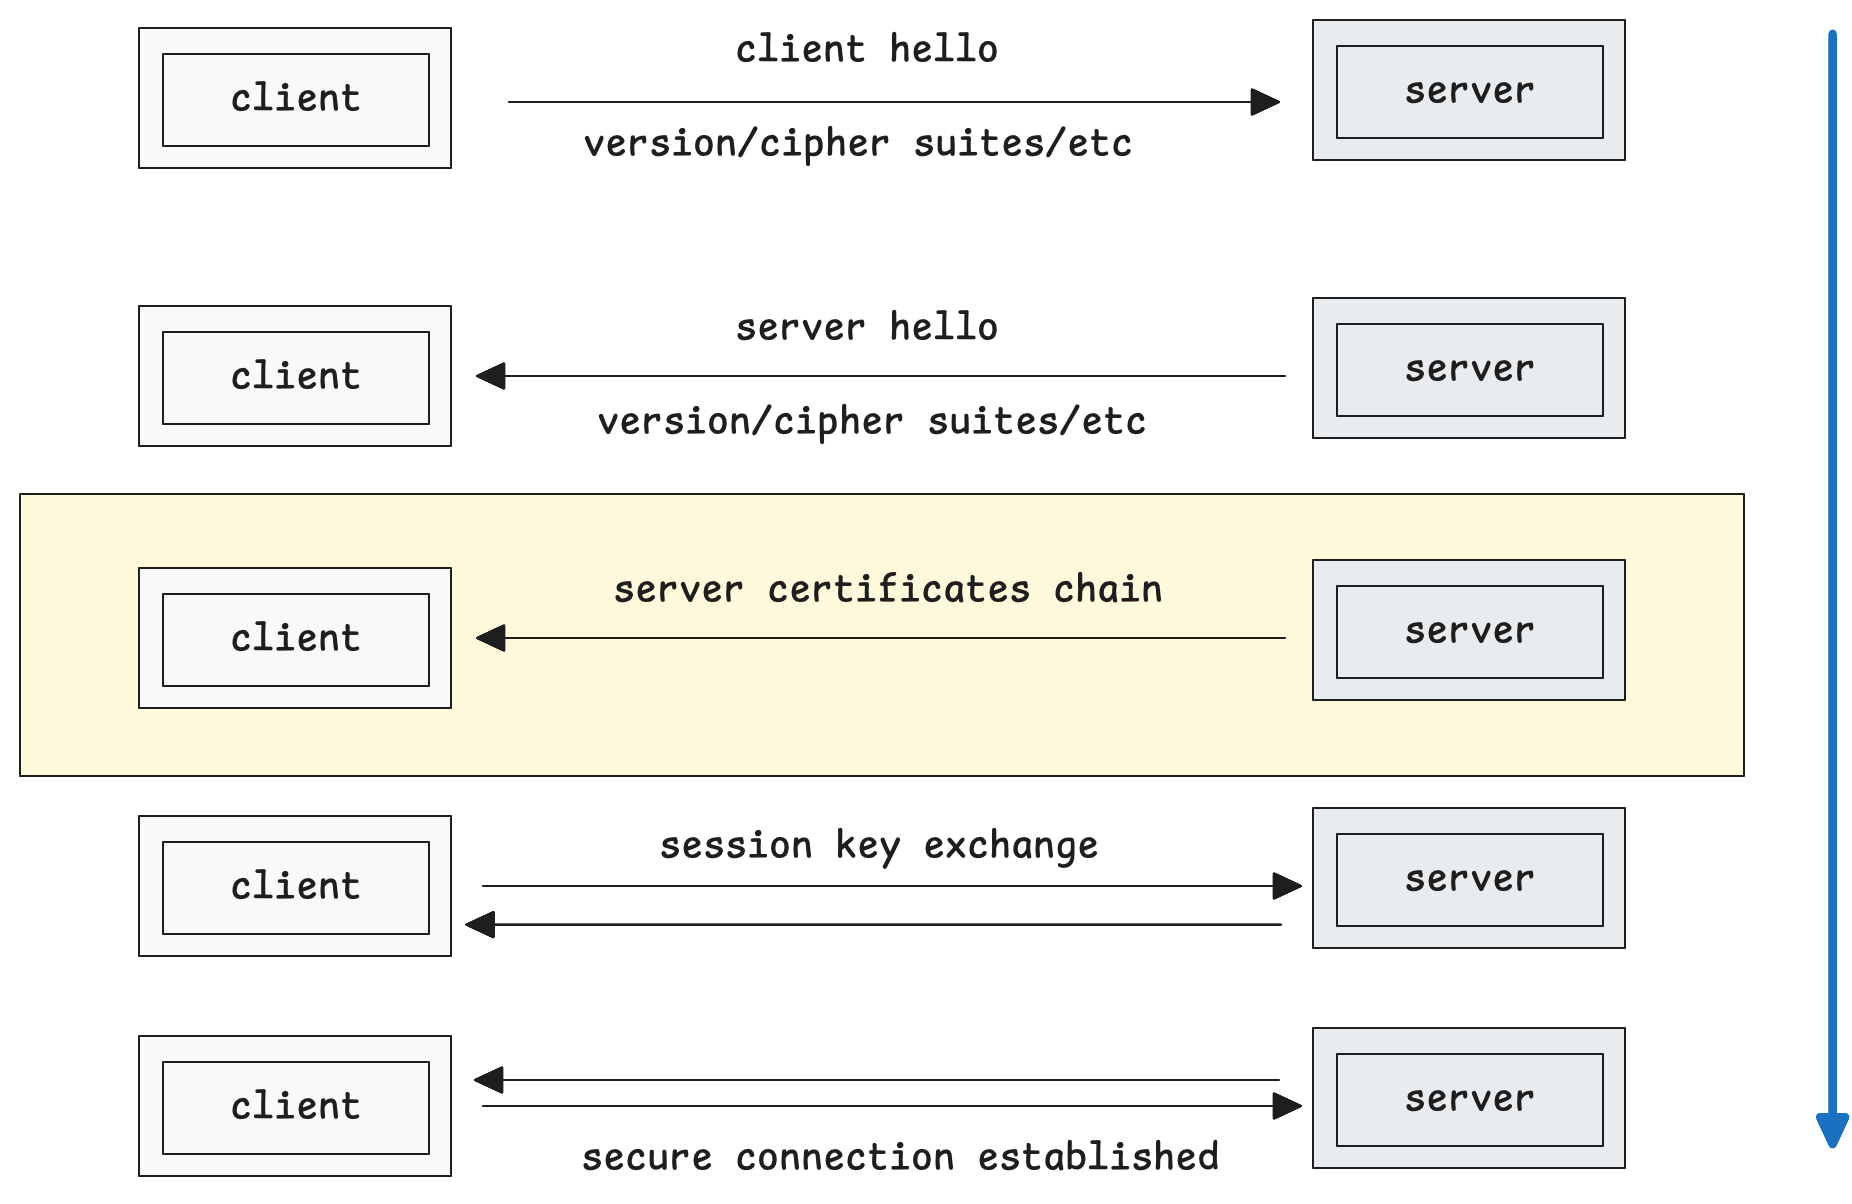 client hello
client
server
version/cipher suites/etc
server hello
client
server
version/cipher suites/etc
server certificates chain
client
server
session key exchange
client
server
client
server
secure connection established